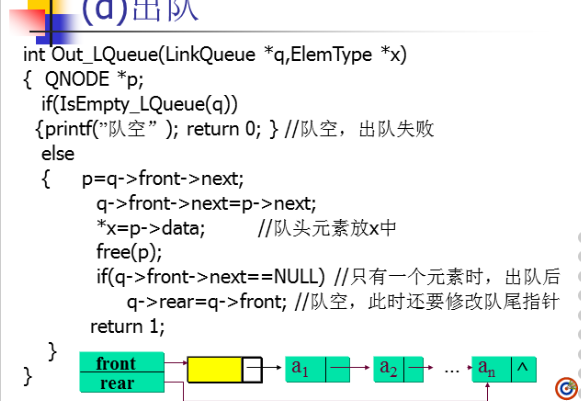 (d)出队
int Out_LQueue(LinkQueue *q,ElemType *x)
{ QNODE *p;
if(IsEmpty_LQueue(q))
{printf(”队空” ); return 0; } //队空，出队失败
else
{ p=q->front->next;
q->front->next=p->next;
*x=p->data; //队头元素放x中
free(p);
if(q->front->next==NULL) //只有一个元素时，出队后
q->rear=q->front; //队空，此时还要修改队尾指针
return 1;
}
}
front
rear
a1 a2 ... an ^